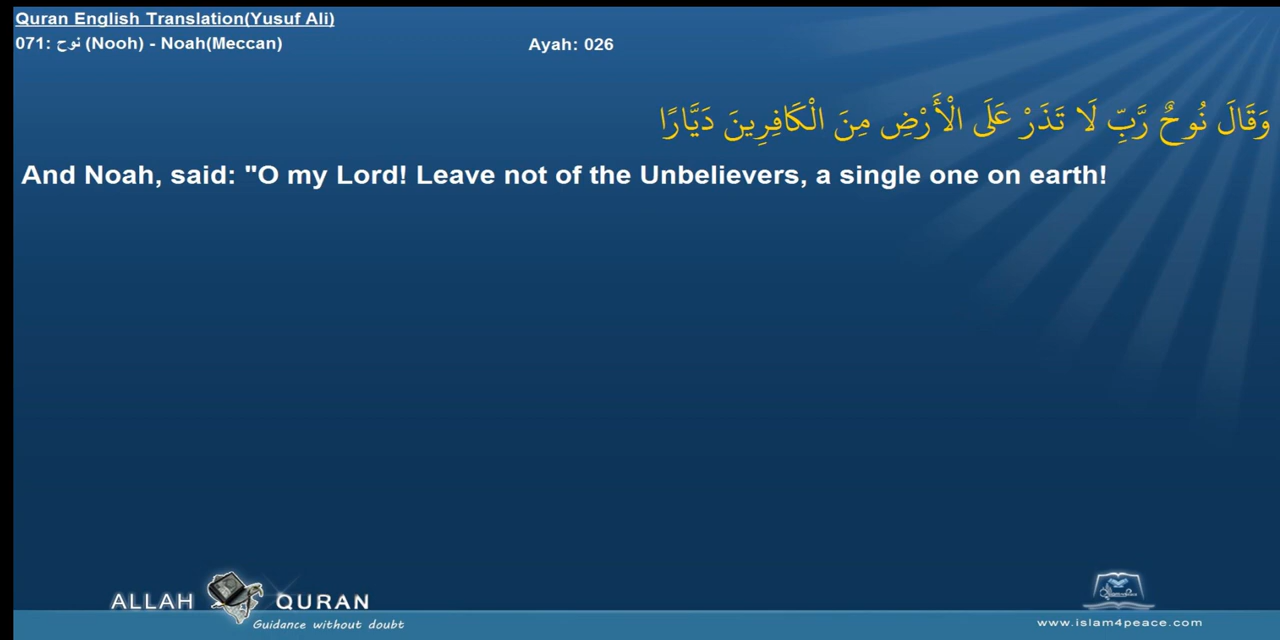 Quran English Translation(Yusuf Ali)
071: نوح (Nooh) - Noah(Meccan)
Ayah: 026
وَقَالَ نُوحٌ رَّبِّ لَا تَذَرْ عَلَى الْأَرْضِ مِنَ الْكَافِرِينَ دَيَّارًا
And Noah, said: "O my Lord! Leave not of the Unbelievers, a single one on earth!
ALLAH QURAN
Guidance without doubt
www.islam4peace.com